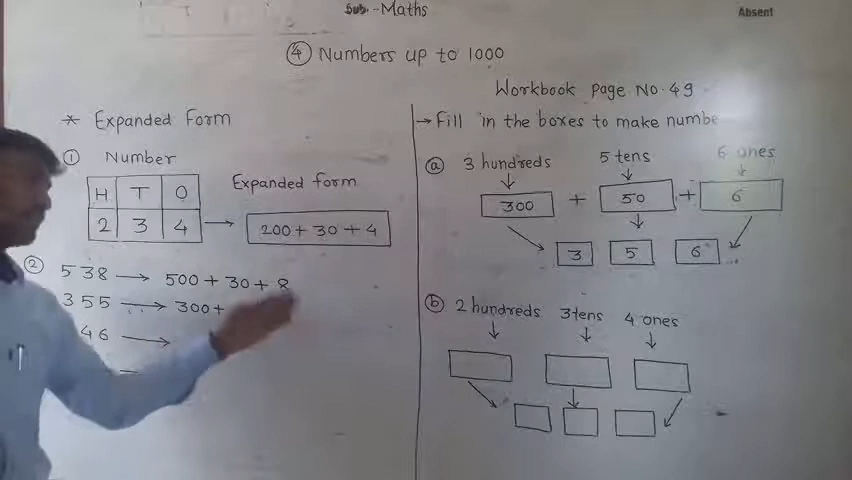 Sub.-Maths
Absent
④ Numbers up to 1000
Workbook page No. 49
* Expanded Form
① Number
H T O
2 3 4 →
Expanded form
200 + 30 + 4
② 538 → 500 + 30 + 8
355 → 300+
46 →
→ Fill in the boxes to make numbe
ⓐ 3 hundreds 5 tens 6 ones
300 + 50 + 6
3 5 6
ⓑ 2 hundreds 3 tens 4 ones